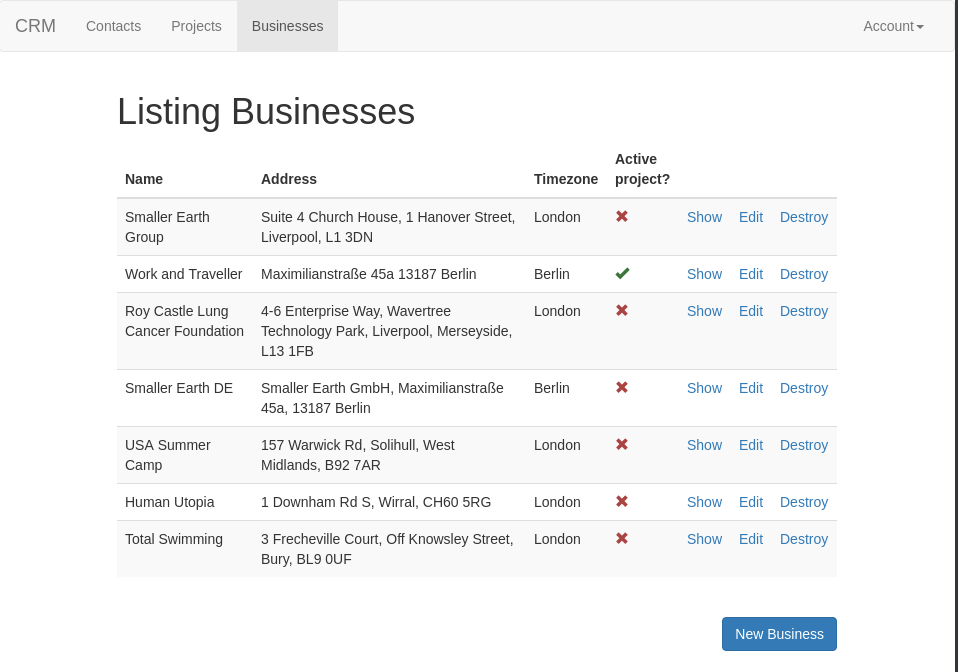 CRM Contacts Projects Businesses Account
Listing Businesses
Active
Name Address Timezone project?
Smaller Earth Suite 4 Church House, 1 Hanover Street, London Show Edit Destroy
Group Liverpool, L1 3DN
Work and Traveller Maximilianstraße 45a 13187 Berlin Berlin Show Edit Destroy
Roy Castle Lung 4-6 Enterprise Way, Wavertree London Show Edit Destroy
Cancer Foundation Technology Park, Liverpool, Merseyside,
L13 1FB
Smaller Earth DE Smaller Earth GmbH, Maximilianstraße Berlin Show Edit Destroy
45a, 13187 Berlin
USA Summer 157 Warwick Rd, Solihull, West London Show Edit Destroy
Camp Midlands, B92 7AR
Human Utopia 1 Downham Rd S, Wirral, CH60 5RG London Show Edit Destroy
Total Swimming 3 Frecheville Court, Off Knowsley Street, London Show Edit Destroy
Bury, BL9 0UF
New Business